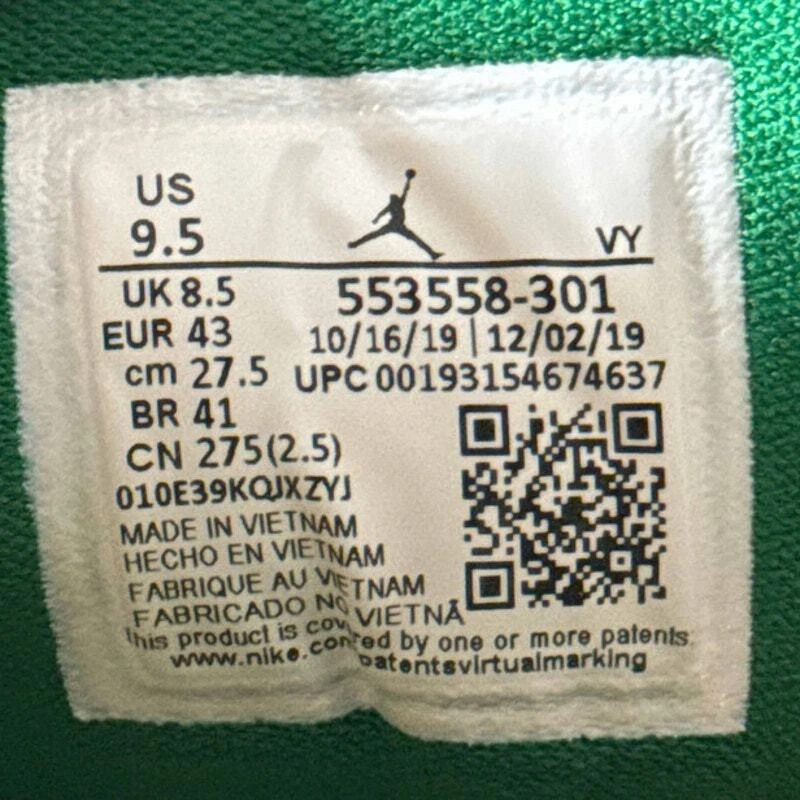 US
9.5
VY
UK 8.5
553558-301
EUR 43
10/16/19 | 12/02/19
cm 27.5
UPC 00193154674637
BR 41
CN 275(2.5)
010E39KQJXZYJ
MADE IN VIETNAM
HECHO EN VIETNAM
FABRIQUE AU VIETNAM
FABRICADO NO VIETNÃ
This product is covered by one or more patents.
www.nike.com/patentsvirtualmarking